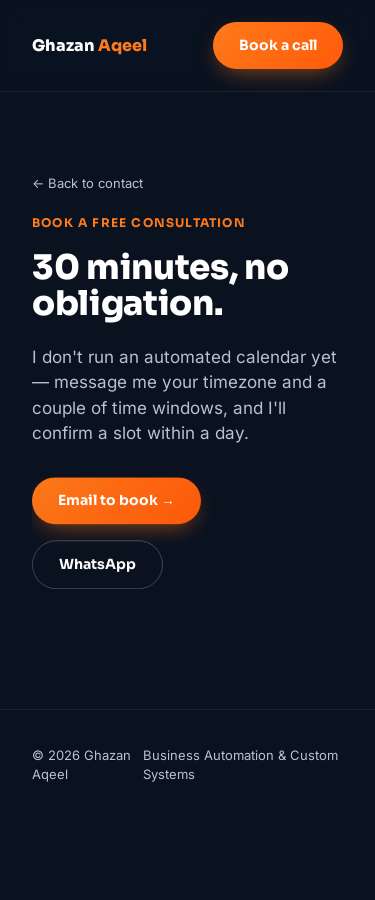 Ghazan Aqeel
Book a call
← Back to contact
BOOK A FREE CONSULTATION
30 minutes, no
obligation.
I don't run an automated calendar yet
— message me your timezone and a
couple of time windows, and I'll
confirm a slot within a day.
Email to book →
WhatsApp
© 2026 Ghazan
Aqeel
Business Automation & Custom
Systems